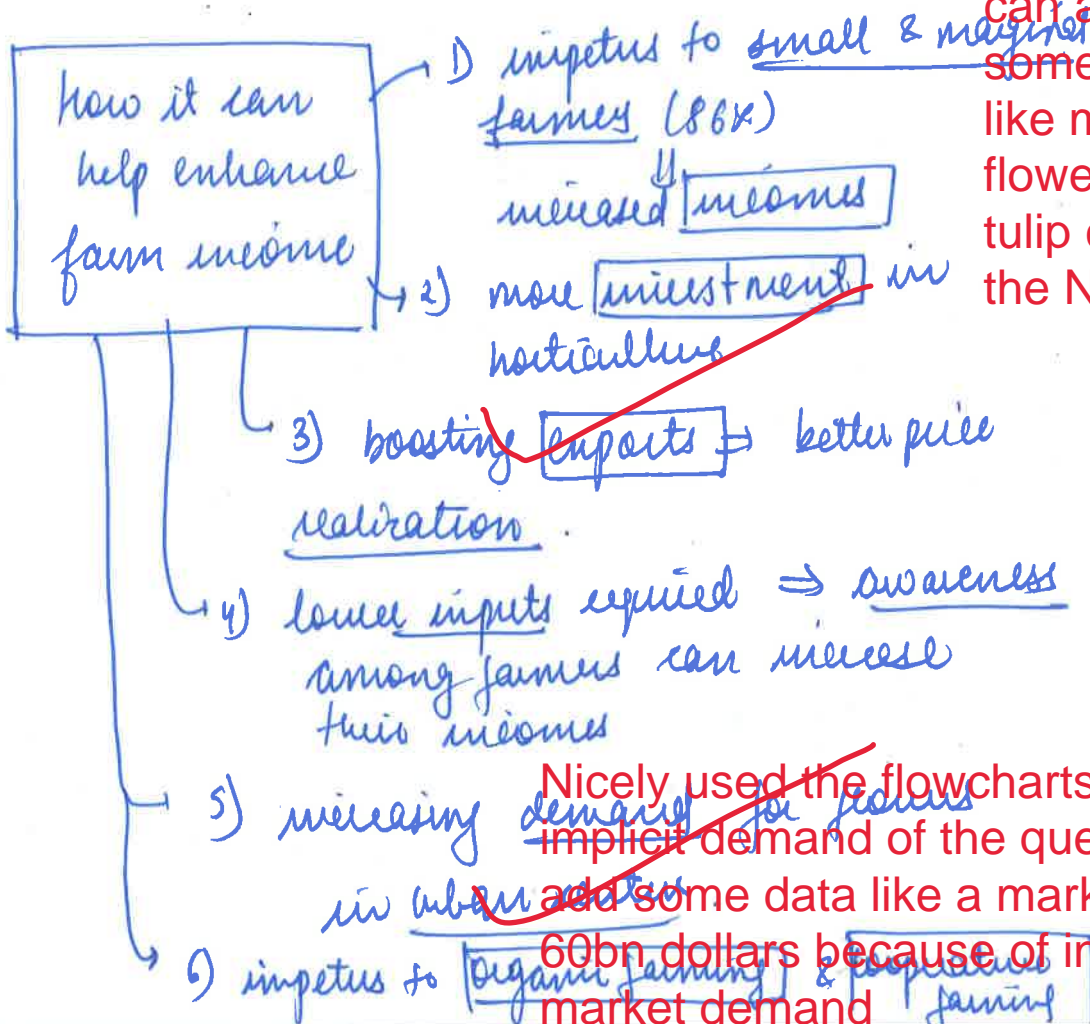 how it can
help enhance
farm income
1) impetus to small & marginal
farmers (86%)
⇓
increased incomes
2) more investment in
horticulture
3) boosting exports ⇒ better price
realization.
4) lower inputs required ⇒ awareness
among farmers can increase
their incomes
5) increasing demand for
in urban
6) impetus to organic farming &
farming
can a
some
like m
flowe
tulip
the N
Nicely used the flowcharts
implicit demand of the que
add some data like a mark
60bn dollars because of in
market demand